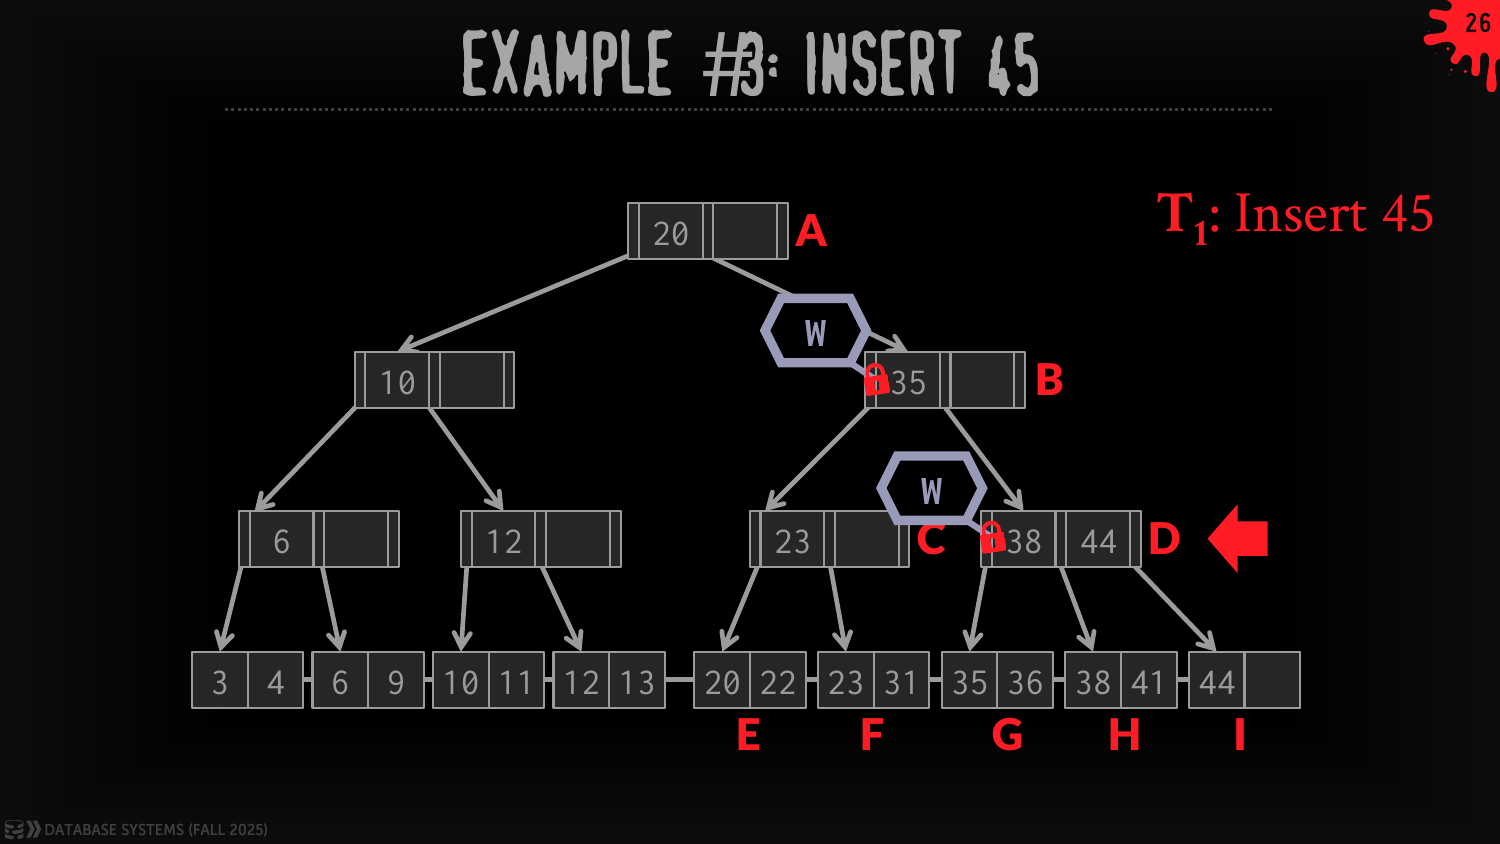 26
EXAMPLE #3: INSERT 45
T1: Insert 45
20 A
W
10 35 B
W
6 12 23 C 38 44 D
3 4 6 9 10 11 12 13 20 22 23 31 35 36 38 41 44
E F G H I
DATABASE SYSTEMS (FALL 2025)